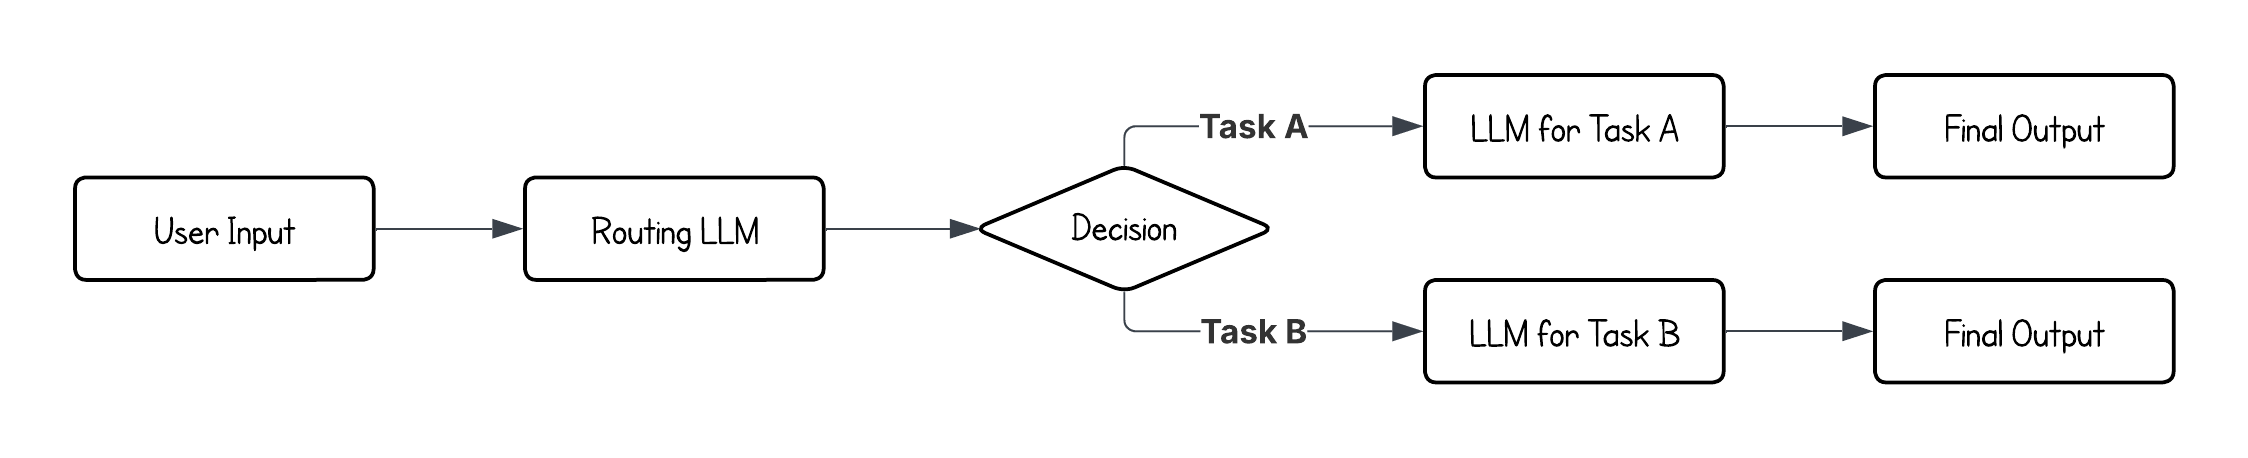 User Input
Routing LLM
Decision
Task A
LLM for Task A
Final Output
Task B
LLM for Task B
Final Output